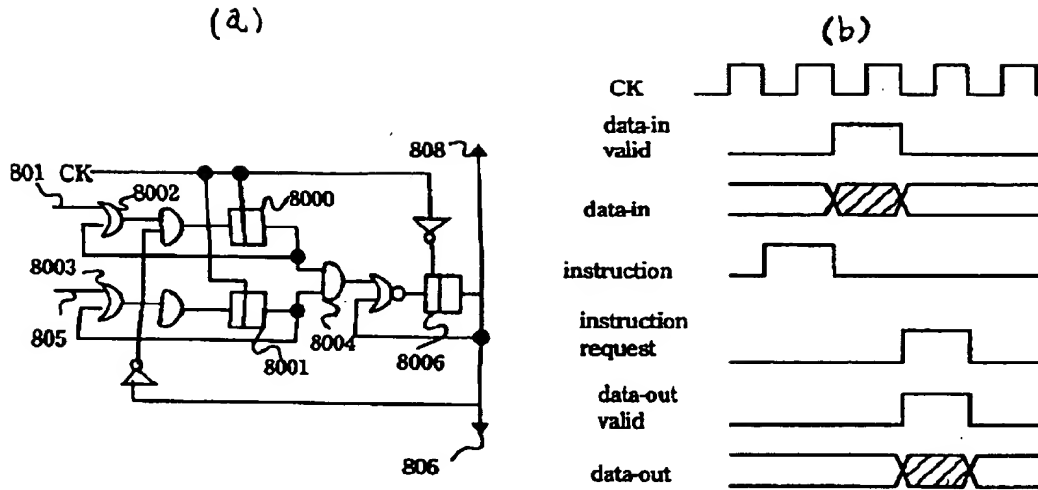 (a)
808
801 CK
8002
8000
8003
805
8004
8001
8006
806
(b)
CK
data-in
valid
data-in
instruction
instruction
request
data-out
valid
data-out